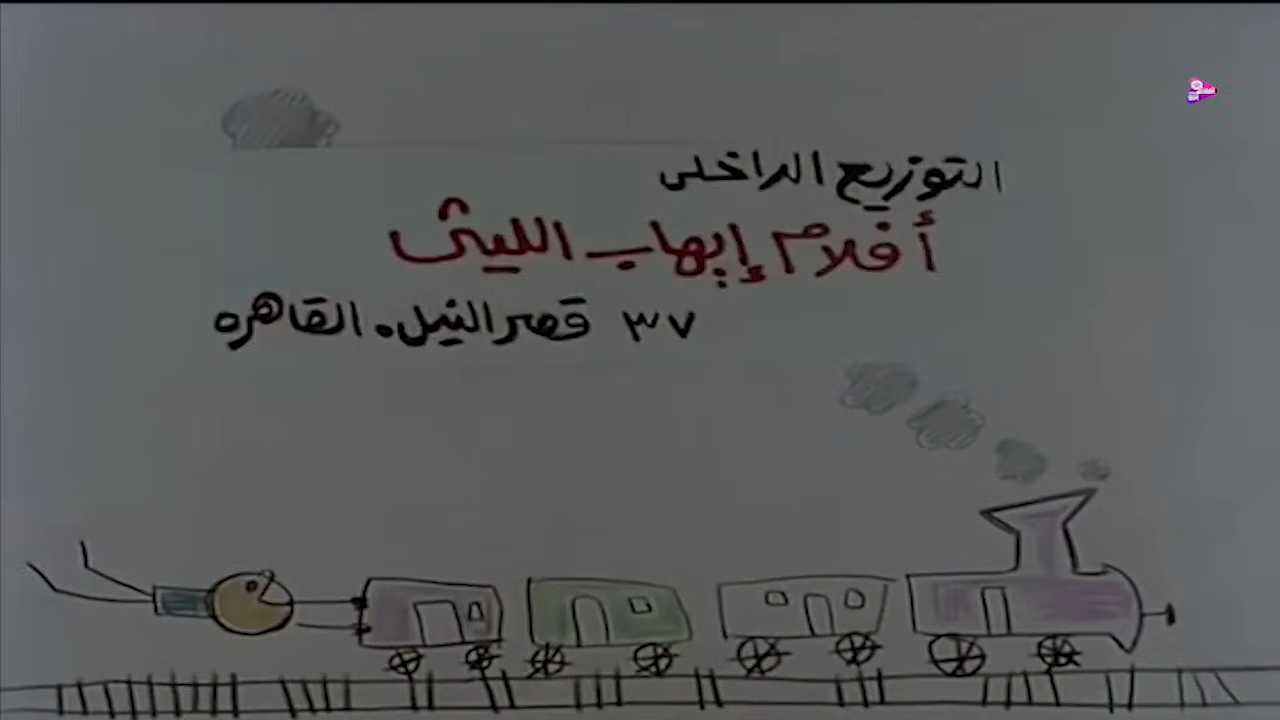 التوزيع الداخلى
أفلام إيهاب الليثى
٣٧ قصر النيل. القاهره